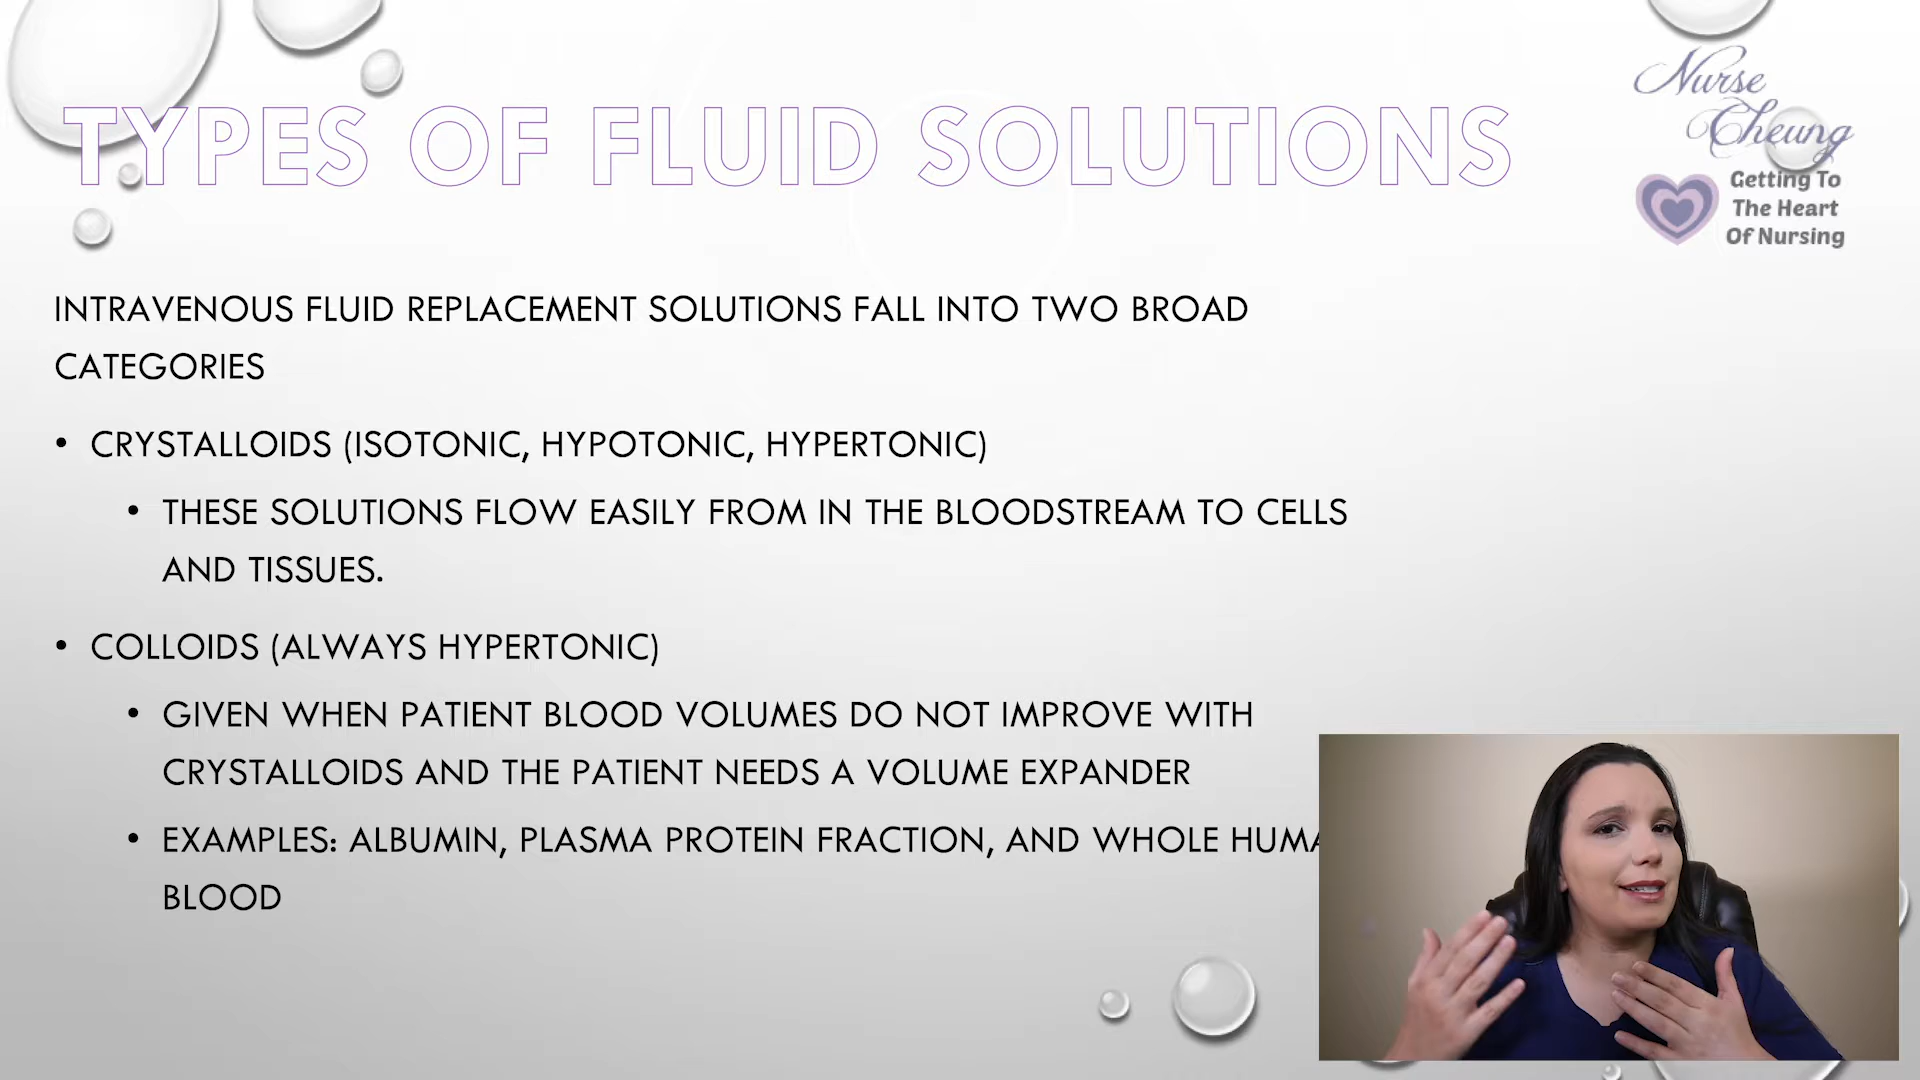 TYPES OF FLUID SOLUTIONS
Nurse
Cheung
Getting To
The Heart
Of Nursing
INTRAVENOUS FLUID REPLACEMENT SOLUTIONS FALL INTO TWO BROAD
CATEGORIES
• CRYSTALLOIDS (ISOTONIC, HYPOTONIC, HYPERTONIC)
• THESE SOLUTIONS FLOW EASILY FROM IN THE BLOODSTREAM TO CELLS
AND TISSUES.
• COLLOIDS (ALWAYS HYPERTONIC)
• GIVEN WHEN PATIENT BLOOD VOLUMES DO NOT IMPROVE WITH
CRYSTALLOIDS AND THE PATIENT NEEDS A VOLUME EXPANDER
• EXAMPLES: ALBUMIN, PLASMA PROTEIN FRACTION, AND WHOLE
BLOOD